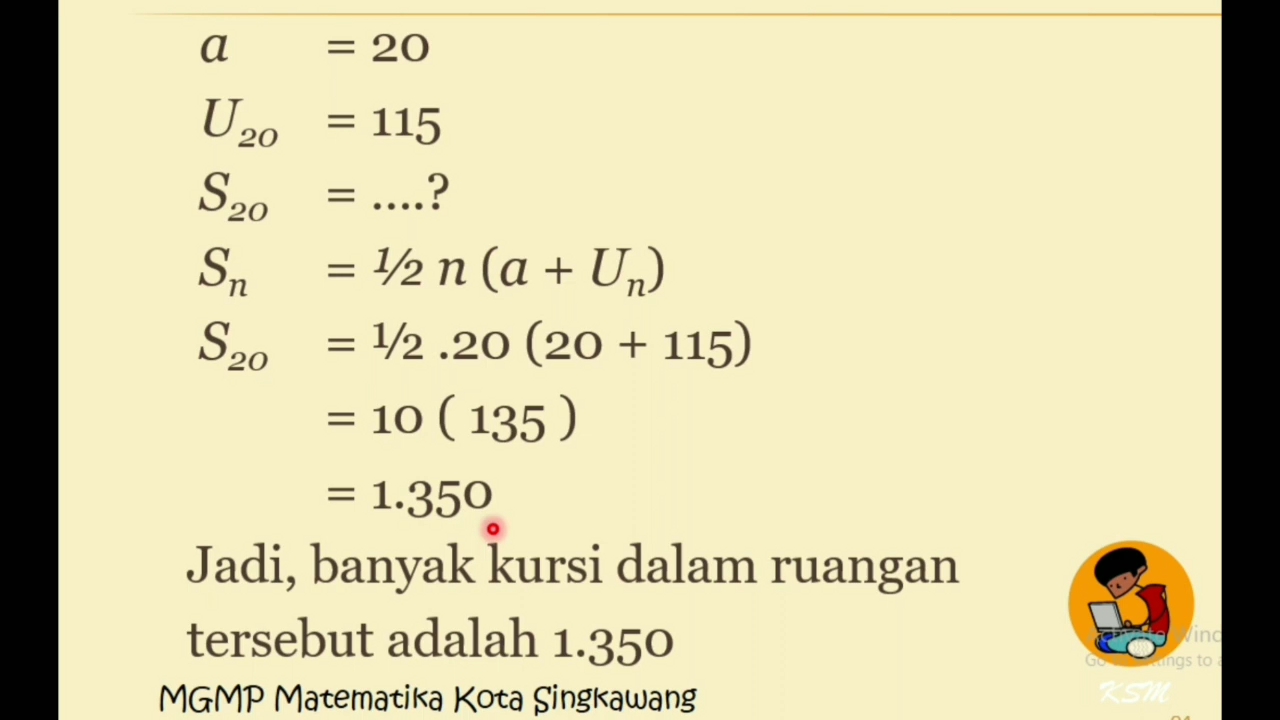 a = 20
U₂₀ = 115
S₂₀ = ....?
Sₙ = ½ n (a + Uₙ)
S₂₀ = ½ .20 (20 + 115)
= 10 ( 135 )
= 1.350
Jadi, banyak kursi dalam ruangan
tersebut adalah 1.350
MGMP Matematika Kota Singkawang
KSM